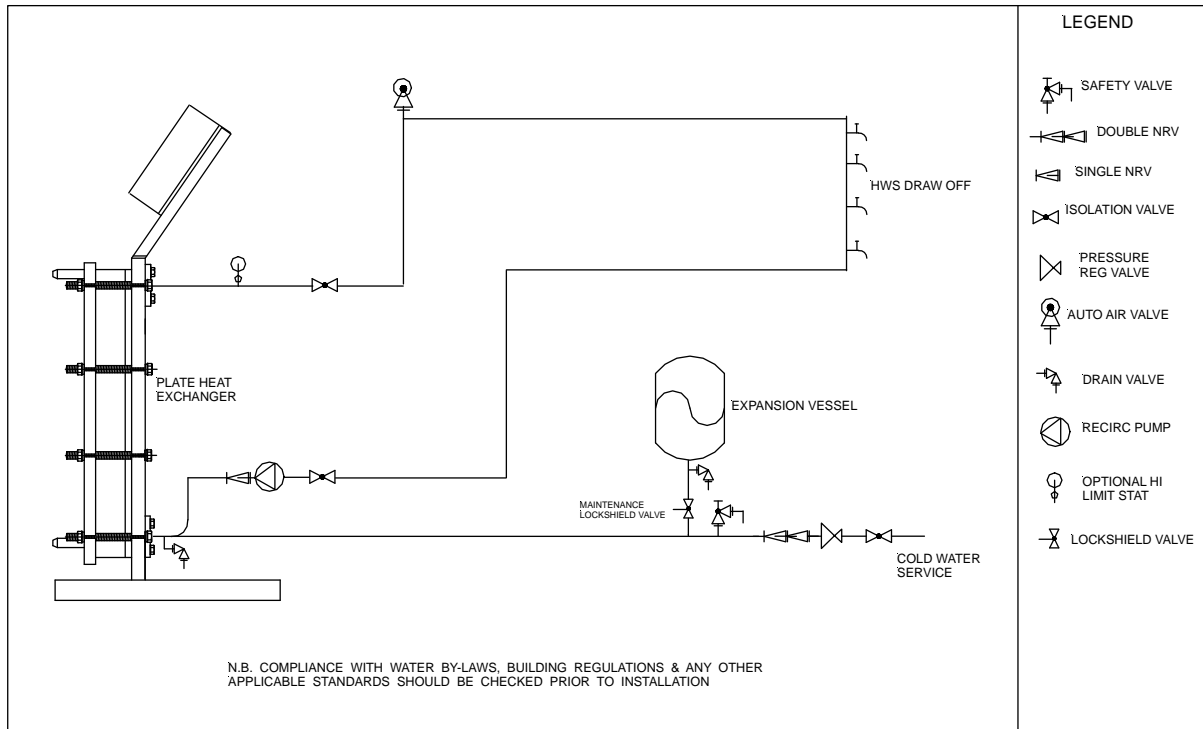 LEGEND
SAFETY VALVE
DOUBLE NRV
SINGLE NRV
ISOLATION VALVE
PRESSURE
REG VALVE
AUTO AIR VALVE
DRAIN VALVE
RECIRC PUMP
OPTIONAL HI
LIMIT STAT
LOCKSHIELD VALVE
HWS DRAW OFF
PLATE HEAT
EXCHANGER
EXPANSION VESSEL
MAINTENANCE
LOCKSHIELD VALVE
COLD WATER
SERVICE
N.B. COMPLIANCE WITH WATER BY-LAWS, BUILDING REGULATIONS & ANY OTHER
APPLICABLE STANDARDS SHOULD BE CHECKED PRIOR TO INSTALLATION